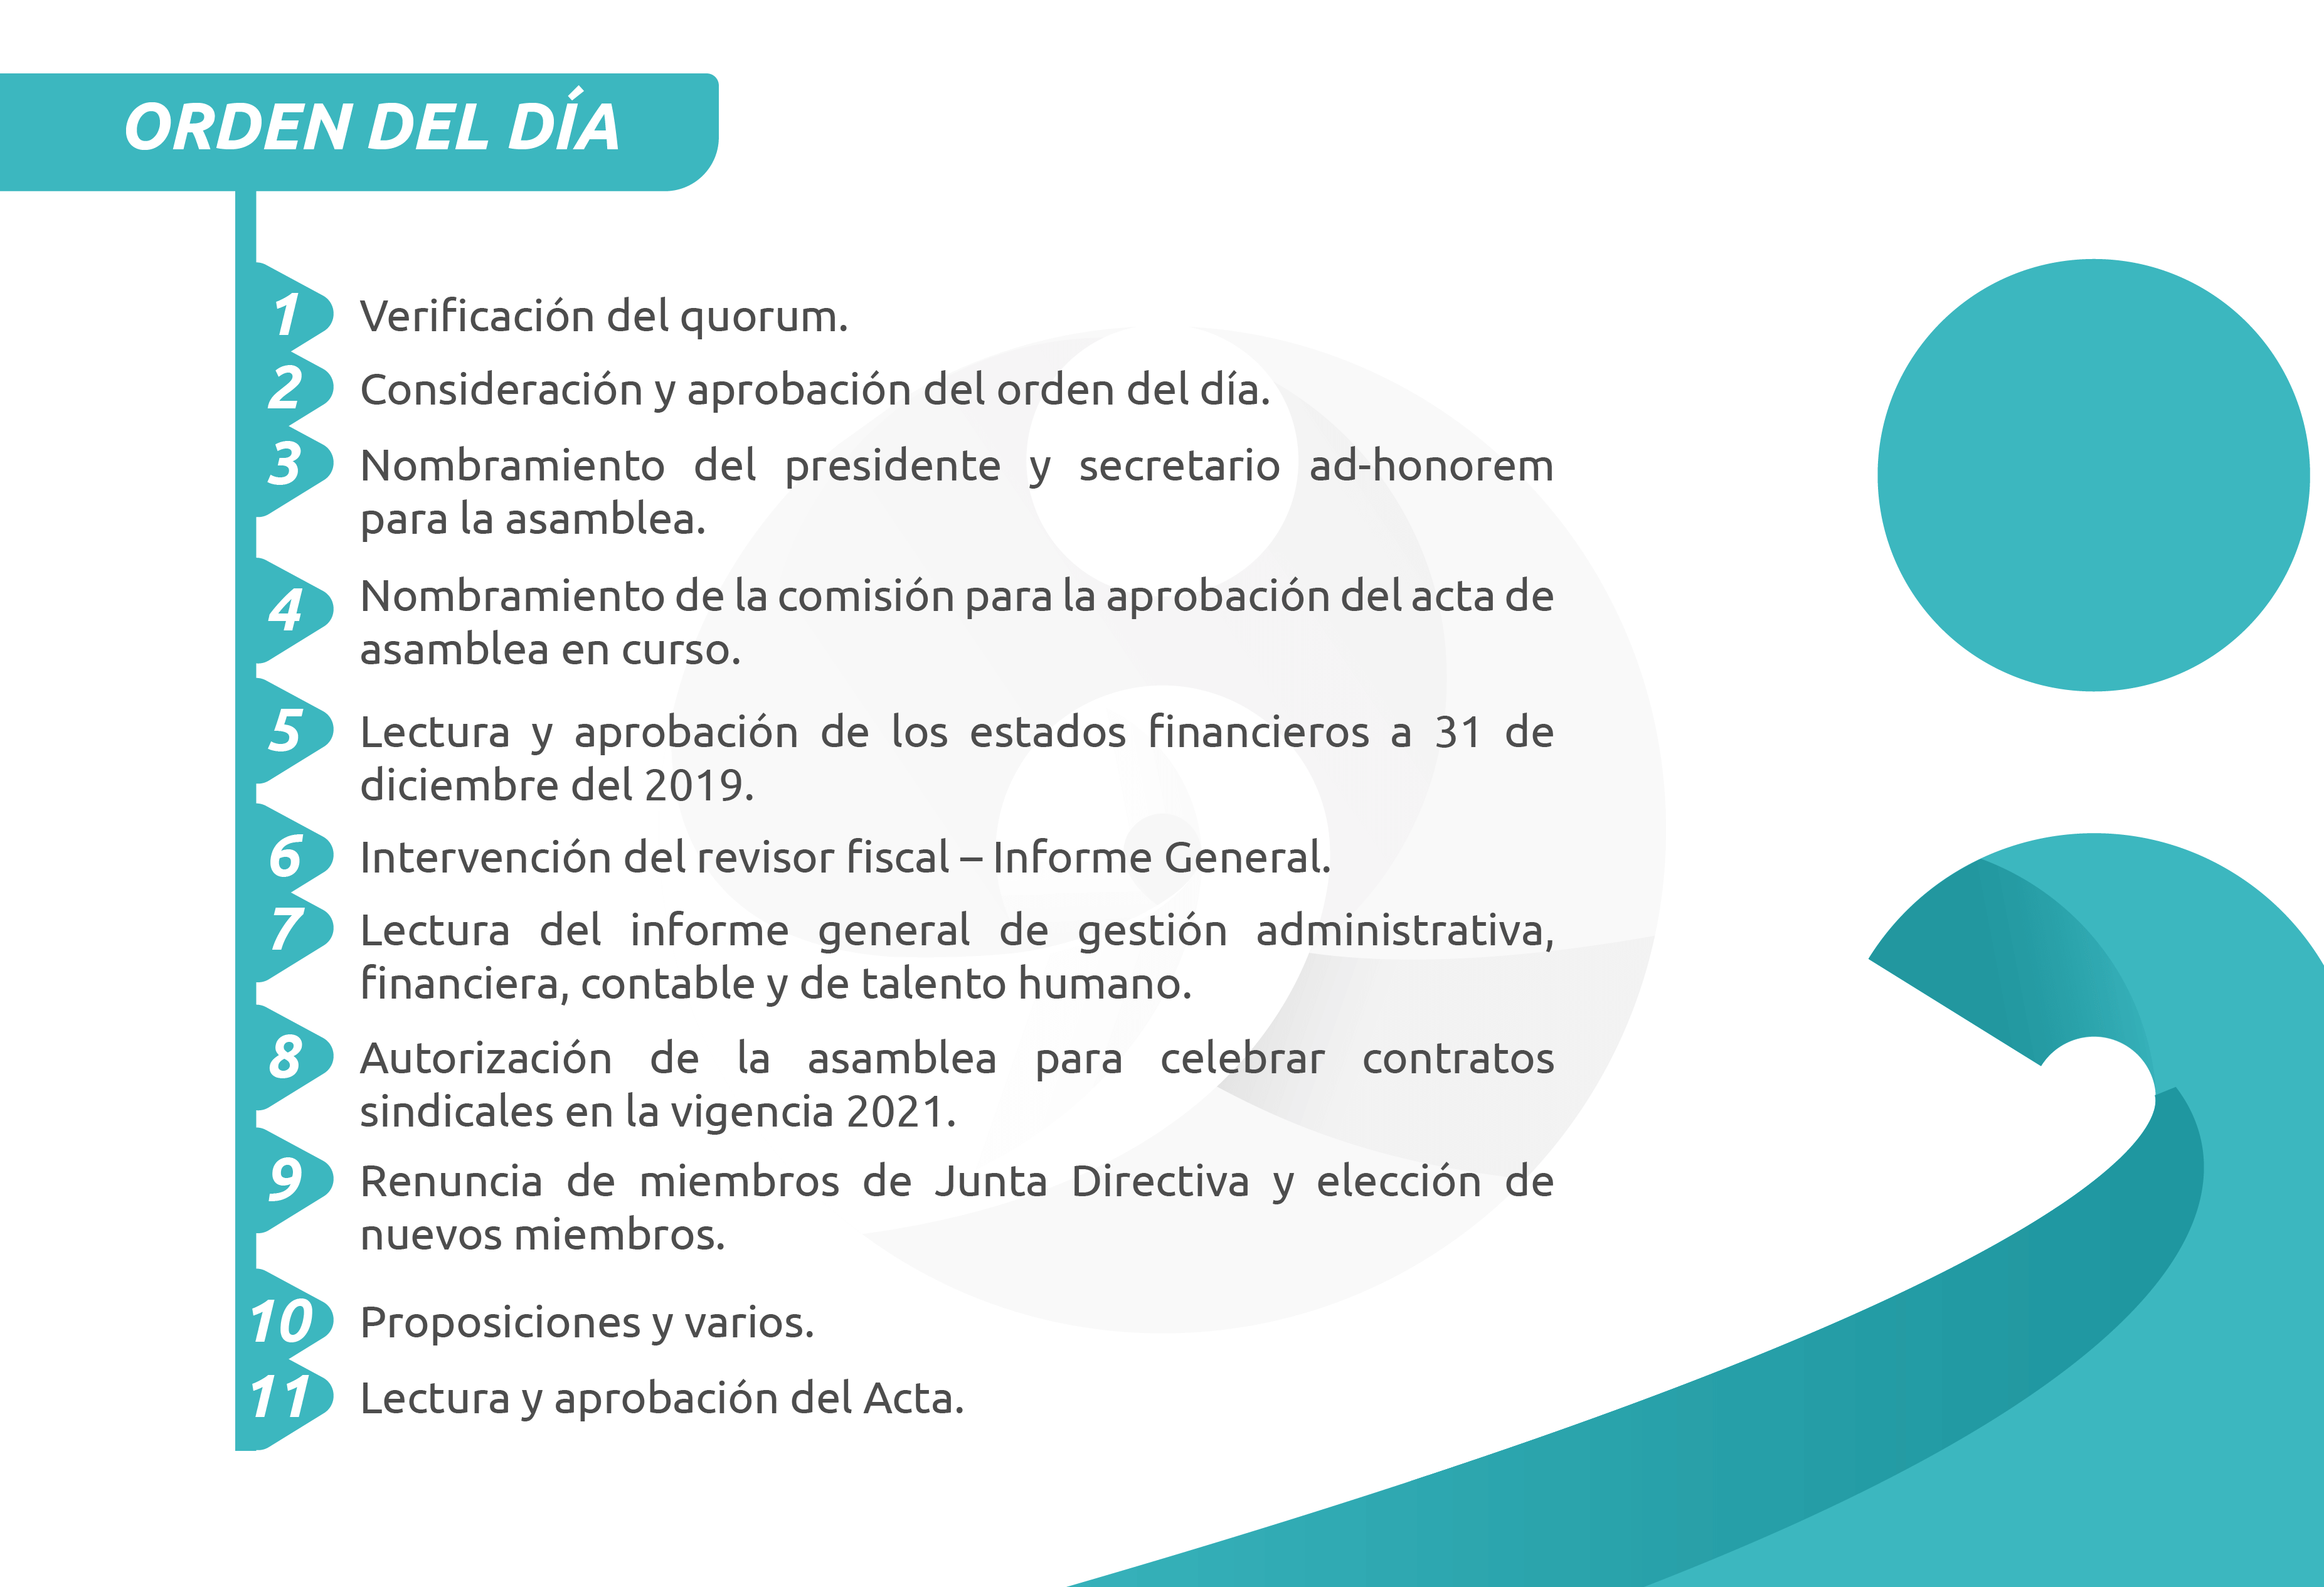 ORDEN DEL DÍA
1 Verificación del quorum.
2 Consideración y aprobación del orden del día.
3 Nombramiento del presidente y secretario ad-honorem
para la asamblea.
4 Nombramiento de la comisión para la aprobación del acta de
asamblea en curso.
5 Lectura y aprobación de los estados financieros a 31 de
diciembre del 2019.
6 Intervención del revisor fiscal – Informe General.
7 Lectura del informe general de gestión administrativa,
financiera, contable y de talento humano.
8 Autorización de la asamblea para celebrar contratos
sindicales en la vigencia 2021.
9 Renuncia de miembros de Junta Directiva y elección de
nuevos miembros.
10 Proposiciones y varios.
11 Lectura y aprobación del Acta.